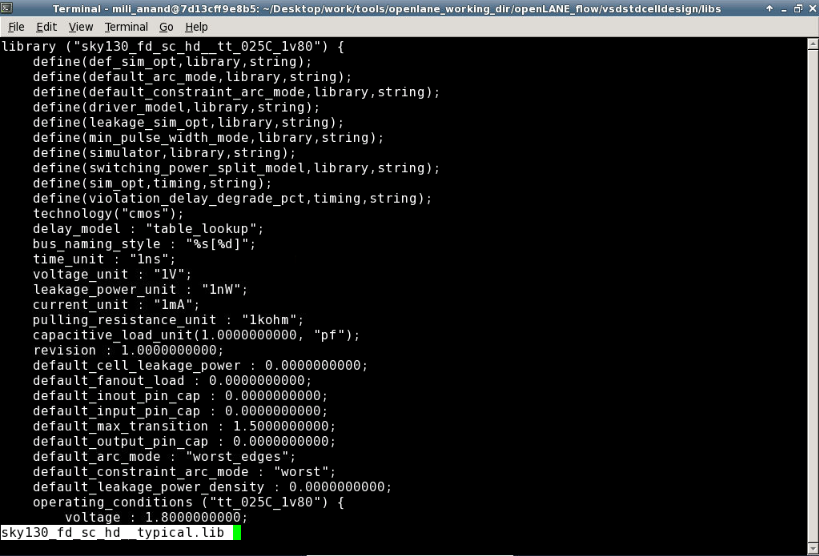 Terminal - mili_anand@7d13cff9e8b5: ~/Desktop/work/tools/openlane_working_dir/openLANE_flow/vsdstdcelldesign/libs
File Edit View Terminal Go Help
library ("sky130_fd_sc_hd__tt_025C_1v80") {
    define(def_sim_opt,library,string);
    define(default_arc_mode,library,string);
    define(default_constraint_arc_mode,library,string);
    define(driver_model,library,string);
    define(leakage_sim_opt,library,string);
    define(min_pulse_width_mode,library,string);
    define(simulator,library,string);
    define(switching_power_split_model,library,string);
    define(sim_opt,timing,string);
    define(violation_delay_degrade_pct,timing,string);
    technology("cmos");
    delay_model : "table_lookup";
    bus_naming_style : "%s[%d]";
    time_unit : "1ns";
    voltage_unit : "1V";
    leakage_power_unit : "1nW";
    current_unit : "1mA";
    pulling_resistance_unit : "1kohm";
    capacitive_load_unit(1.0000000000, "pf");
    revision : 1.0000000000;
    default_cell_leakage_power : 0.0000000000;
    default_fanout_load : 0.0000000000;
    default_inout_pin_cap : 0.0000000000;
    default_input_pin_cap : 0.0000000000;
    default_max_transition : 1.5000000000;
    default_output_pin_cap : 0.0000000000;
    default_arc_mode : "worst_edges";
    default_constraint_arc_mode : "worst";
    default_leakage_power_density : 0.0000000000;
    operating_conditions ("tt_025C_1v80") {
        voltage : 1.8000000000;
sky130_fd_sc_hd__typical.lib